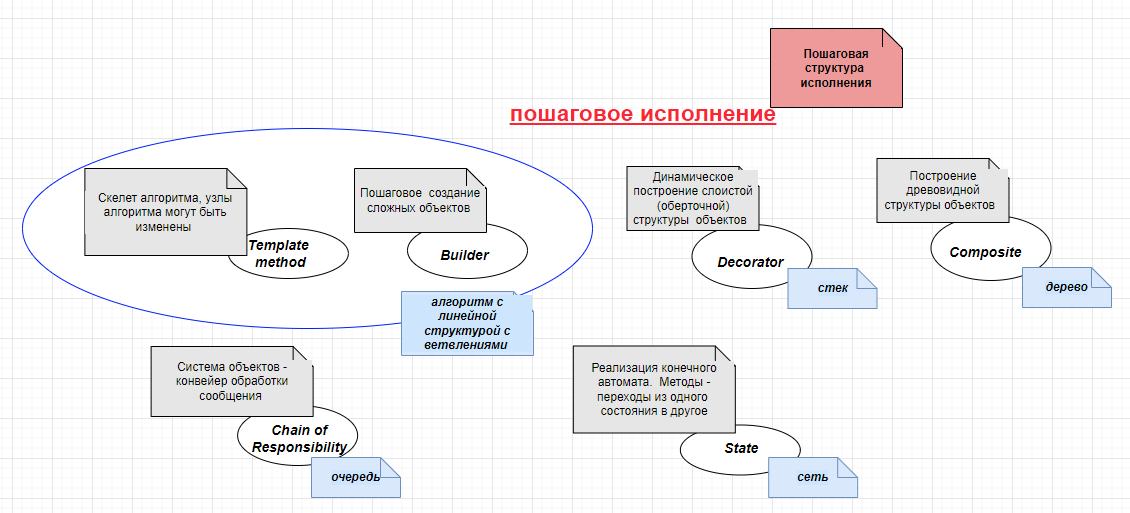 Пошаговая
структура
исполнения
пошаговое исполнение
Скелет алгоритма, узлы
алгоритма могут быть
изменены
Template
method
Пошаговое создание
сложных объектов
Builder
алгоритм с
линейной
структурой с
ветвлениями
Динамическое
построение слоистой
(оберточной)
структуры объектов
Decorator
стек
Построение
древовидной
структуры объектов
Composite
дерево
Система объектов -
конвейер обработки
сообщения
Chain of
Responsibility
очередь
Реализация конечного
автомата. Методы -
переходы из одного
состояния в другое
State
сеть